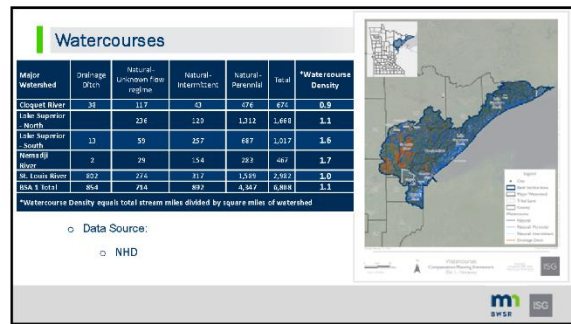 Watercourses
Major Watershed
Drainage Ditch
Natural- Unknown flow regime
Natural- Intermittent
Natural- Perennial
Total
*Watercourse Density
Cloquet River 38 117 43 476 674 0.9
Lake Superior - North 236 120 1,312 1,668 1.1
Lake Superior - South 13 59 257 687 1,017 1.6
Nemadji River 2 29 154 283 467 1.7
St. Louis River 802 274 317 1,589 2,982 1.0
BSA 1 Total 854 714 892 4,347 6,808 1.1
*Watercourse Density equals total stream miles divided by square miles of watershed
o Data Source:
o NHD
Legend
Watercourses
ISG
BWSR
ISG